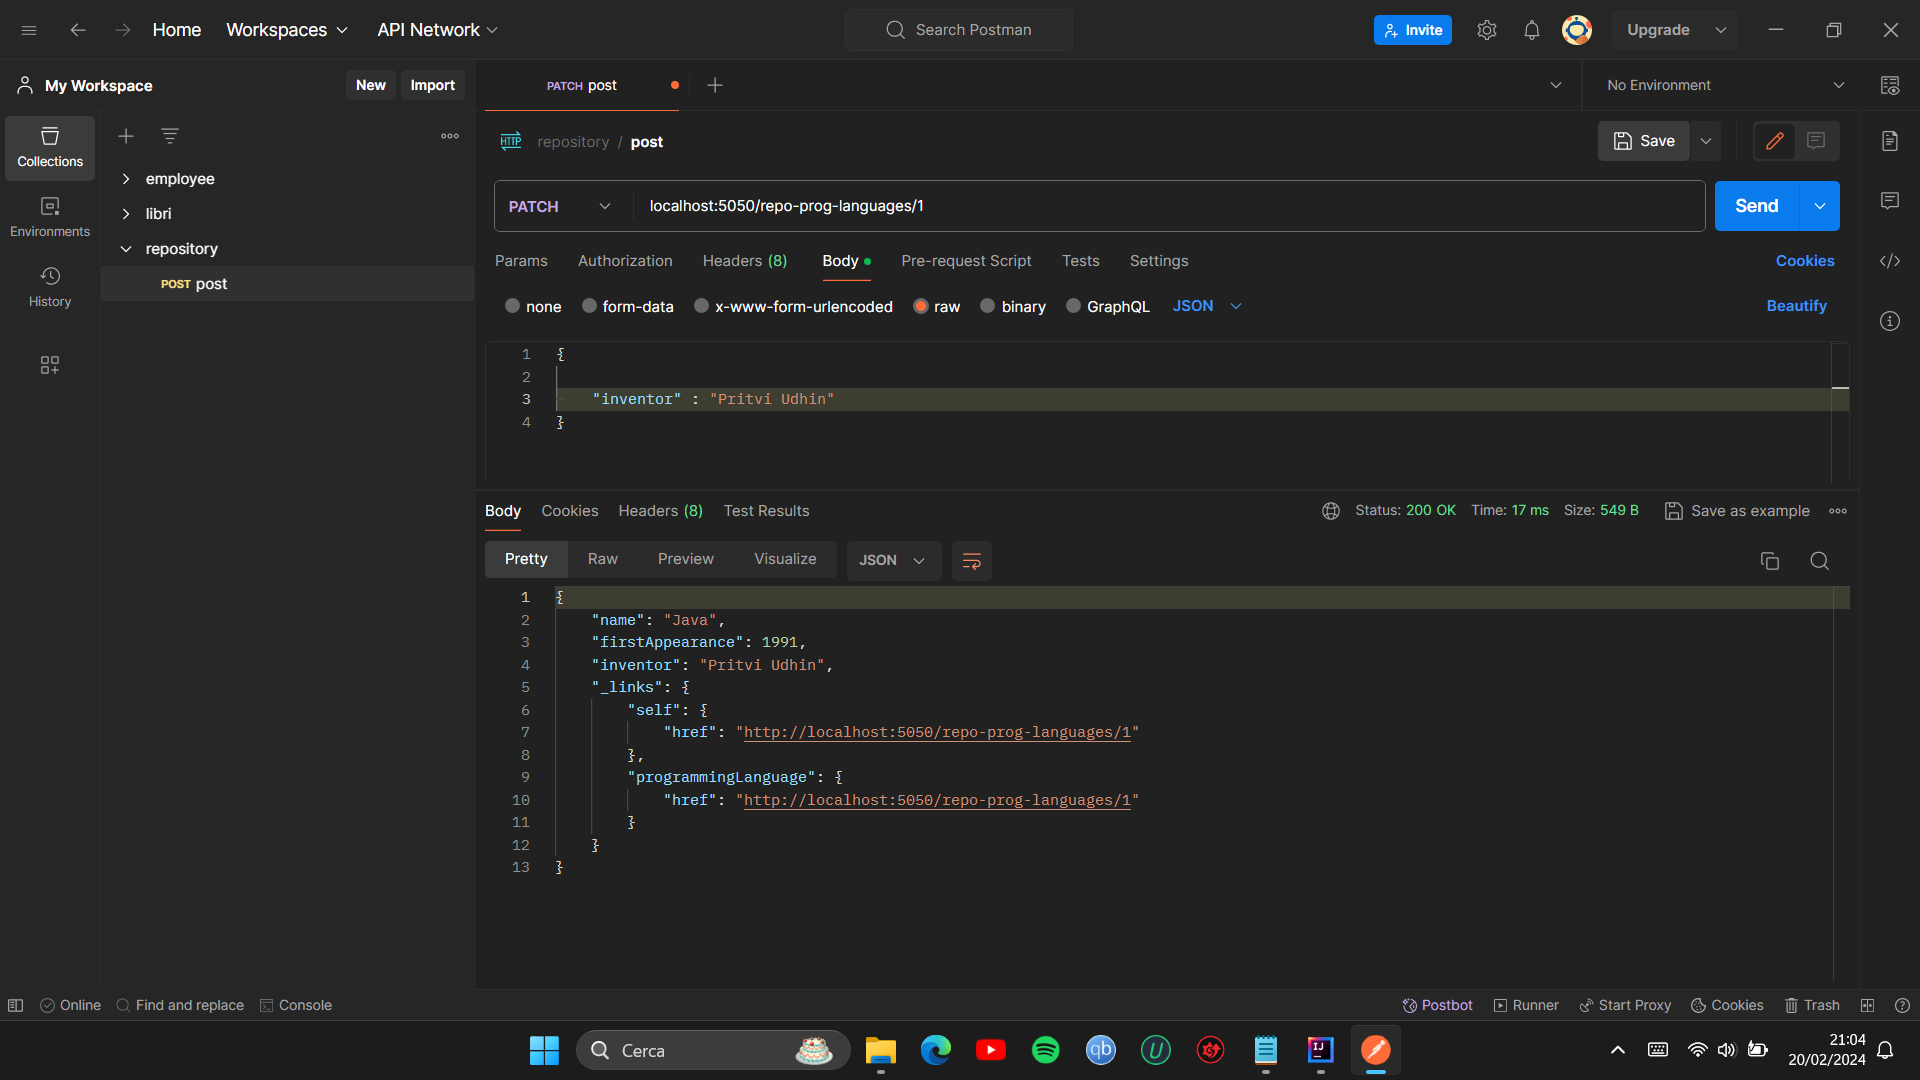 Home
Workspaces
API Network
Search Postman
Invite
Upgrade
My Workspace
New
Import
PATCH post
No Environment
Collections
Environments
History
employee
libri
repository
POST post
HTTP repository / post
Save
PATCH
localhost:5050/repo-prog-languages/1
Send
Params
Authorization
Headers (8)
Body
Pre-request Script
Tests
Settings
Cookies
none
form-data
x-www-form-urlencoded
raw
binary
GraphQL
JSON
Beautify
1 {
2
3 "inventor" : "Pritvi Udhin"
4 }
Body
Cookies
Headers (8)
Test Results
Status: 200 OK
Time: 17 ms
Size: 549 B
Save as example
Pretty
Raw
Preview
Visualize
JSON
1 {
2 "name": "Java",
3 "firstAppearance": 1991,
4 "inventor": "Pritvi Udhin",
5 "_links": {
6 "self": {
7 "href": "http://localhost:5050/repo-prog-languages/1"
8 },
9 "programmingLanguage": {
10 "href": "http://localhost:5050/repo-prog-languages/1"
11 }
12 }
13 }
Online
Find and replace
Console
Postbot
Runner
Start Proxy
Cookies
Trash
Cerca
qb
U
IJ
21:04
20/02/2024